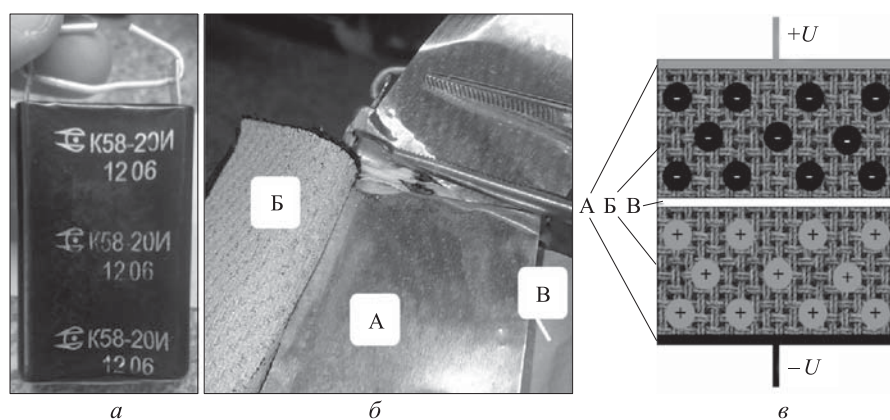 К58-20И
12 06
К58-20И
12 06
К58-20И
12 06
а
Б
А
В
б
+U
А Б В
–U
в